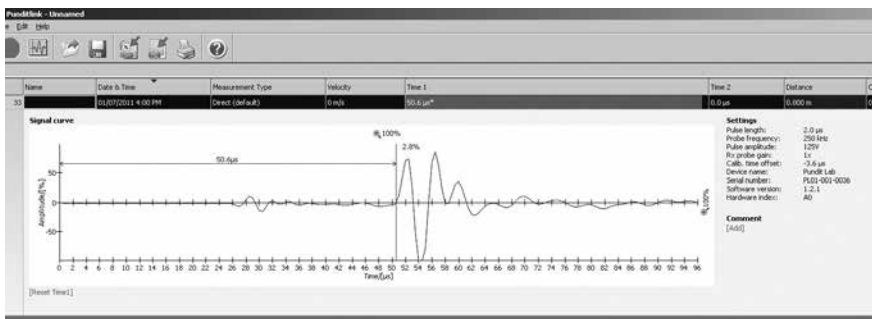 Punditlink - Unnamed
Edit Help
Name Date & Time Measurement Type Velocity Time 1 Time 2 Distance
33 01/07/2011 4:00 PM Direct (default) 0 m/s 50.6 µs* 0.0 µs 0.000 m
Signal curve
100%
2.8%
50.6µs
50
0
-50
Amplitude/[%]
100%
0 2 4 6 8 10 12 14 16 18 20 22 24 26 28 30 32 34 36 38 40 42 44 46 48 50 52 54 56 58 60 62 64 66 68 70 72 74 76 78 80 82 84 86 88 90 92 94 96
Time/[µs]
[Reset Time1]
Settings
Pulse length: 2.0 µs
Probe frequency: 250 kHz
Pulse amplitude: 125V
Rx probe gain: 1x
Calib. time offset: -3.6 µs
Device name: Pundit Lab
Serial number: PL01-001-0036
Software version: 1.2.1
Hardware index: A0
Comment
[Add]